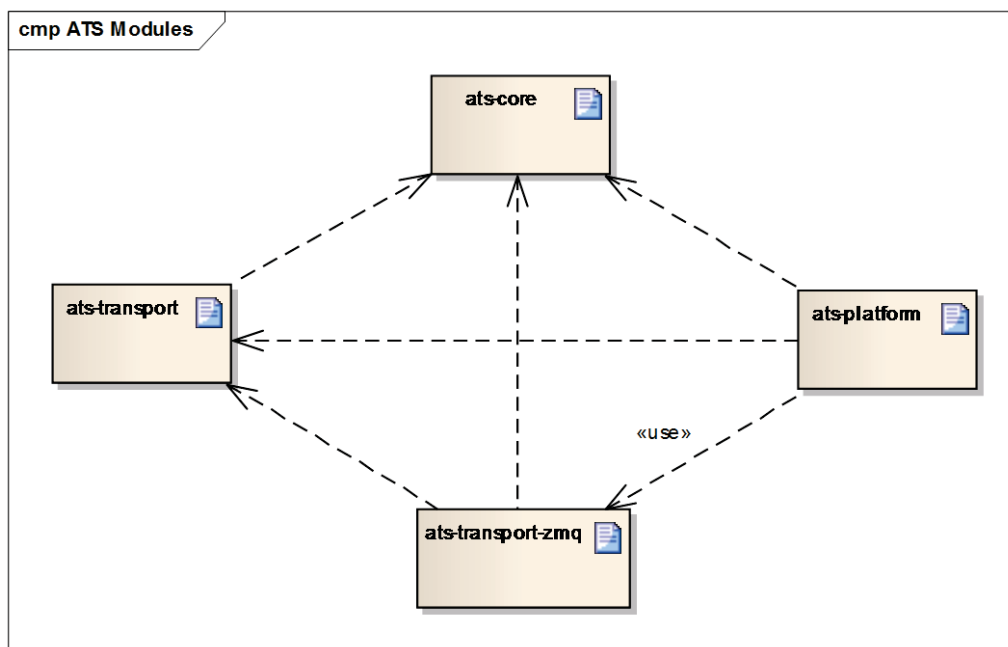 cmp ATS Modules
ats-core
ats-transport
ats-platform
«use»
ats-transport-zmq